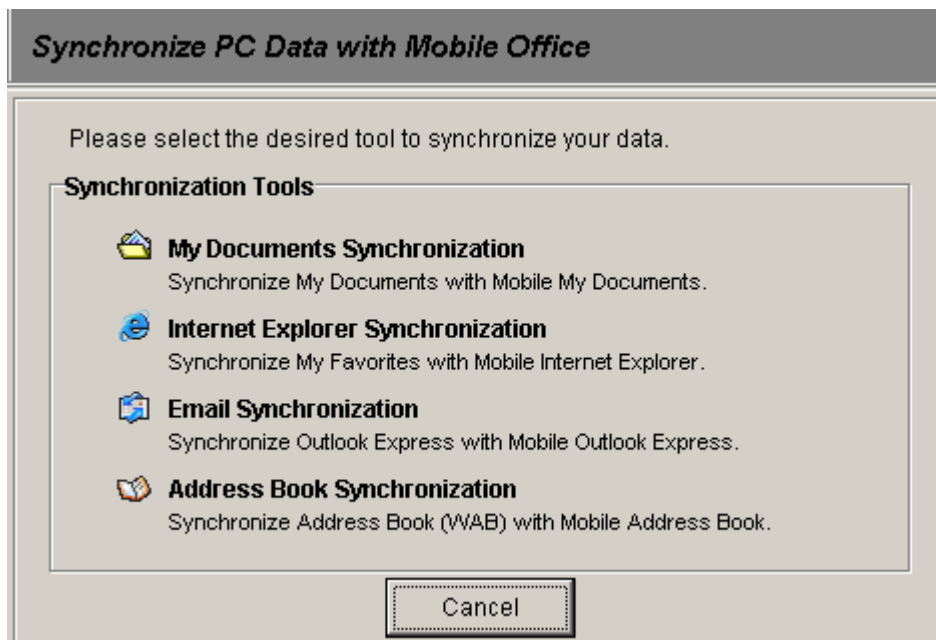 Synchronize PC Data with Mobile Office
Please select the desired tool to synchronize your data.
Synchronization Tools
My Documents Synchronization
Synchronize My Documents with Mobile My Documents.
Internet Explorer Synchronization
Synchronize My Favorites with Mobile Internet Explorer.
Email Synchronization
Synchronize Outlook Express with Mobile Outlook Express.
Address Book Synchronization
Synchronize Address Book (WAB) with Mobile Address Book.
Cancel